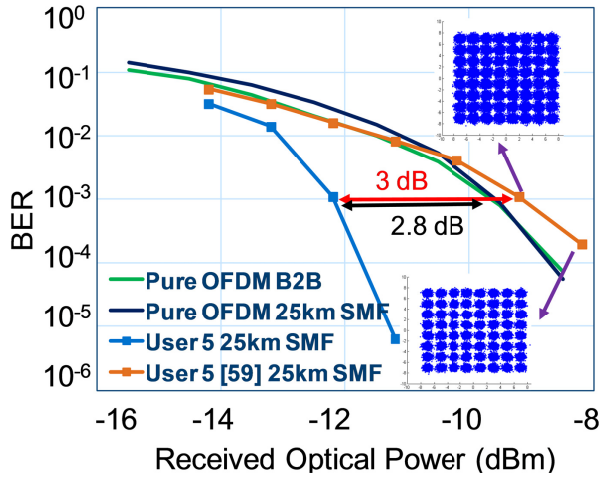 10^0
10^-1
10^-2
10^-3
10^-4
10^-5
10^-6
BER
3 dB
2.8 dB
Pure OFDM B2B
Pure OFDM 25km SMF
User 5 25km SMF
User 5 [59] 25km SMF
-16 -14 -12 -10 -8
Received Optical Power (dBm)